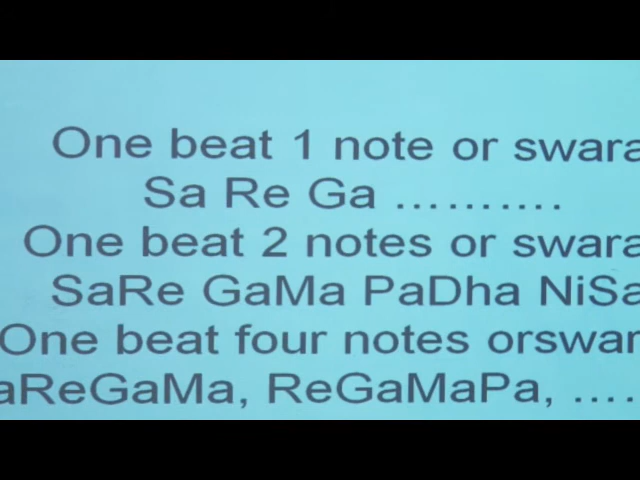 One beat 1 note or swara
Sa Re Ga ..........
One beat 2 notes or swara
SaRe GaMa PaDha NiSa
One beat four notes orswar
aReGaMa, ReGaMaPa, ....